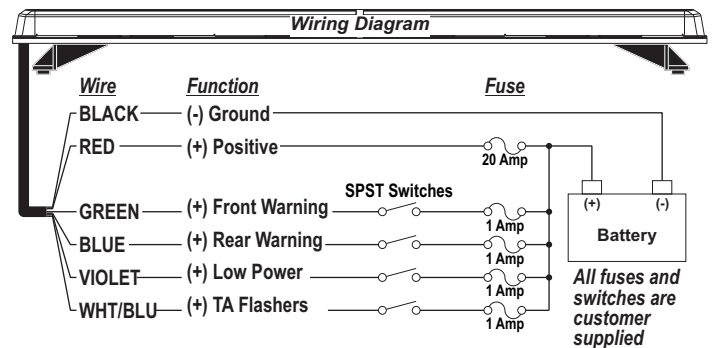 Wiring Diagram
Wire Function Fuse
BLACK (-) Ground
RED (+) Positive 20 Amp
SPST Switches
GREEN (+) Front Warning 1 Amp
BLUE (+) Rear Warning 1 Amp
VIOLET (+) Low Power 1 Amp
WHT/BLU (+) TA Flashers 1 Amp
(+) (-)
Battery
All fuses and
switches are
customer
supplied